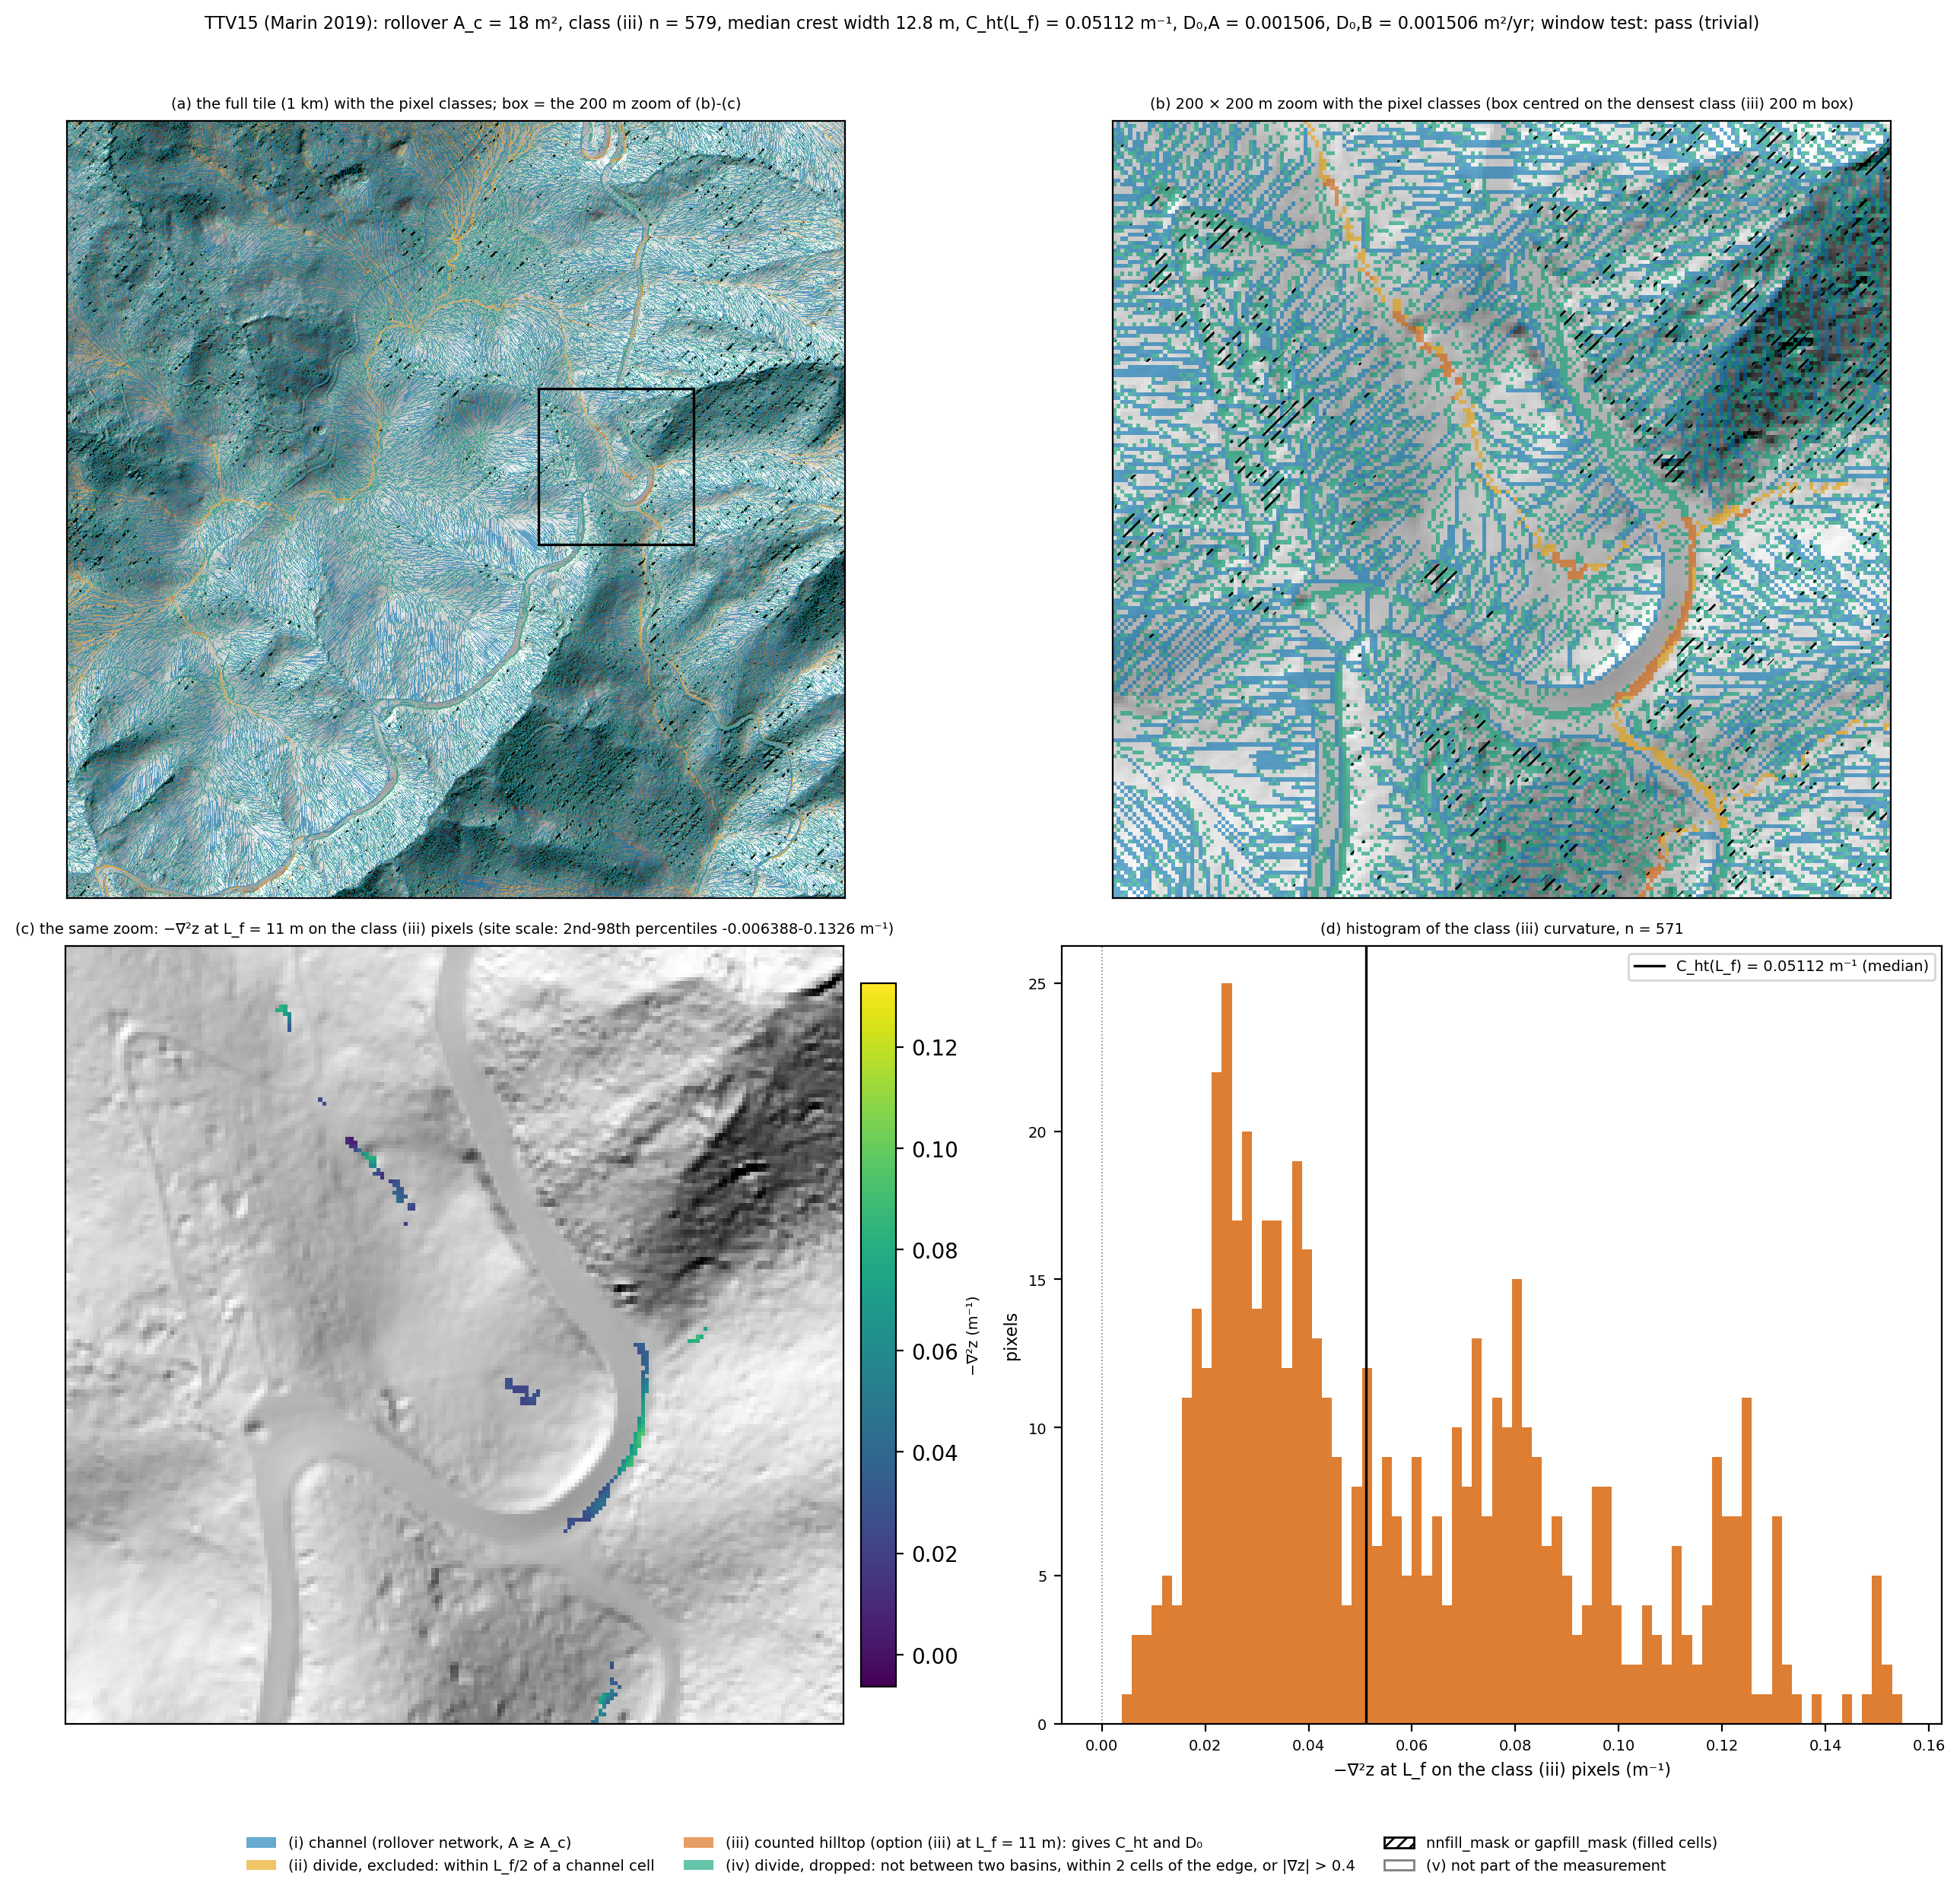 TTV15 (Marin 2019): rollover A_c = 18 m², class (iii) n = 579, median crest width 12.8 m, C_ht(L_f) = 0.05112 m⁻¹, D₀,A = 0.001506, D₀,B = 0.001506 m²/yr; window test: pass (trivial)
(a) the full tile (1 km) with the pixel classes; box = the 200 m zoom of (b)-(c)
(b) 200 × 200 m zoom with the pixel classes (box centred on the densest class (iii) 200 m box)
(c) the same zoom: −∇²z at L_f = 11 m on the class (iii) pixels (site scale: 2nd-98th percentiles -0.006388-0.1326 m⁻¹)
0.12
0.10
0.08
0.06
0.04
0.02
0.00
−∇²z (m⁻¹)
(d) histogram of the class (iii) curvature, n = 571
C_ht(L_f) = 0.05112 m⁻¹ (median)
25
20
15
10
5
0
pixels
0.00 0.02 0.04 0.06 0.08 0.10 0.12 0.14 0.16
−∇²z at L_f on the class (iii) pixels (m⁻¹)
(i) channel (rollover network, A ≥ A_c)
(ii) divide, excluded: within L_f/2 of a channel cell
(iii) counted hilltop (option (iii) at L_f = 11 m): gives C_ht and D₀
(iv) divide, dropped: not between two basins, within 2 cells of the edge, or |∇z| > 0.4
nnfill_mask or gapfill_mask (filled cells)
(v) not part of the measurement